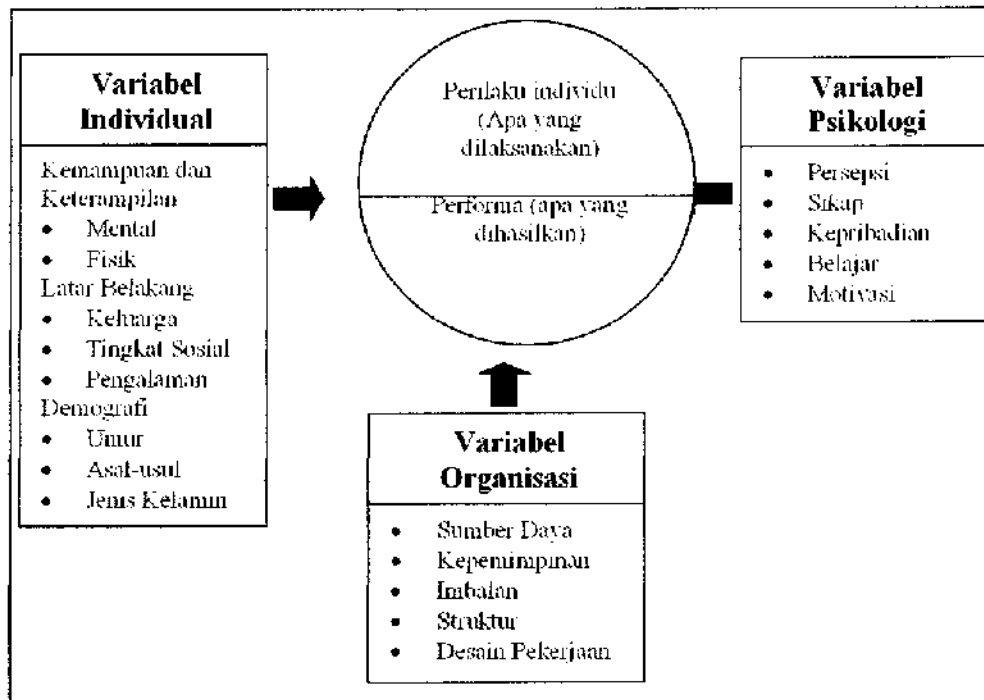 Variabel
Individual
Kemampuan dan
Keterampilan
• Mental
• Fisik
Latar Belakang
• Keluarga
• Tingkat Sosial
• Pengalaman
Demografi
• Umur
• Asal-usul
• Jenis Kelamin
Perilaku individu
(Apa yang
dilaksanakan)
Performa (apa yang
dihasilkan)
Variabel
Psikologi
• Persepsi
• Sikap
• Kepribadian
• Belajar
• Motivasi
Variabel
Organisasi
• Sumber Daya
• Kepemimpinan
• Imbalan
• Struktur
• Desain Pekerjaan